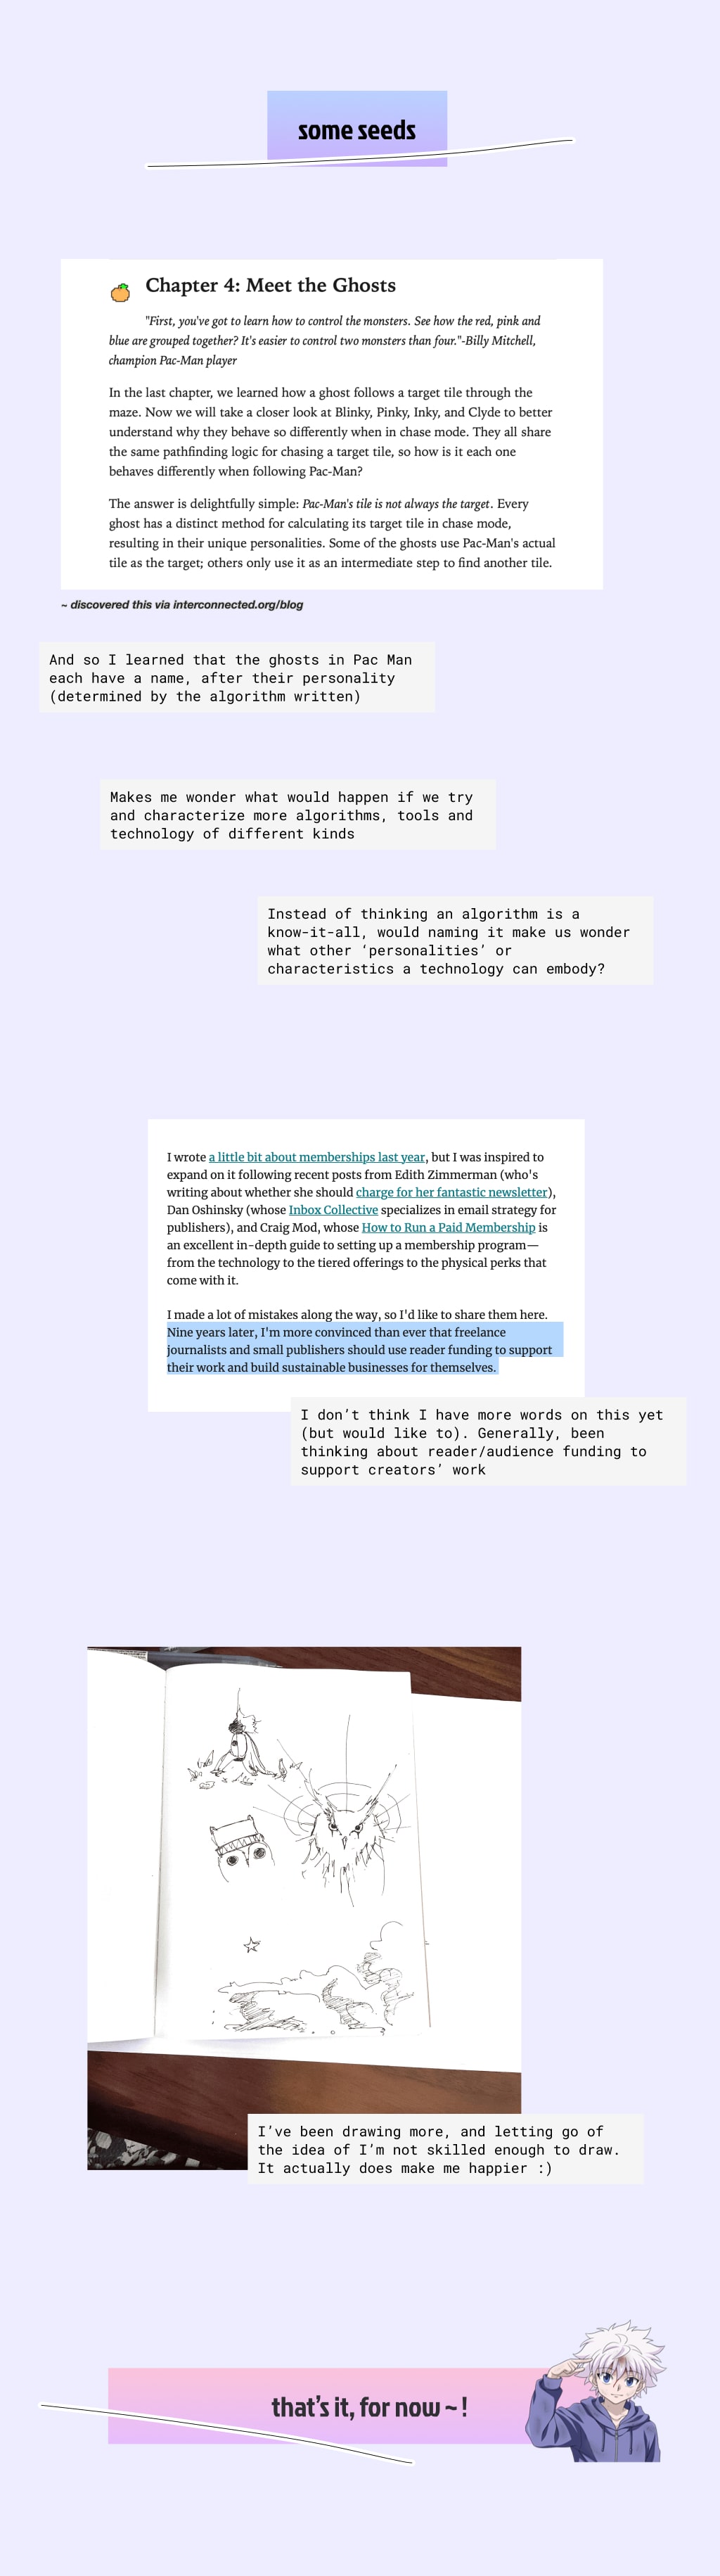 some seeds
Chapter 4: Meet the Ghosts
"First, you've got to learn how to control the monsters. See how the red, pink and
blue are grouped together? It's easier to control two monsters than four."-Billy Mitchell,
champion Pac-Man player
In the last chapter, we learned how a ghost follows a target tile through the
maze. Now we will take a closer look at Blinky, Pinky, Inky, and Clyde to better
understand why they behave so differently when in chase mode. They all share
the same pathfinding logic for chasing a target tile, so how is it each one
behaves differently when following Pac-Man?
The answer is delightfully simple: Pac-Man's tile is not always the target. Every
ghost has a distinct method for calculating its target tile in chase mode,
resulting in their unique personalities. Some of the ghosts use Pac-Man's actual
tile as the target; others only use it as an intermediate step to find another tile.
~ discovered this via interconnected.org/blog
And so I learned that the ghosts in Pac Man
each have a name, after their personality
(determined by the algorithm written)
Makes me wonder what would happen if we try
and characterize more algorithms, tools and
technology of different kinds
Instead of thinking an algorithm is a
know-it-all, would naming it make us wonder
what other ‘personalities’ or
characteristics a technology can embody?
I wrote a little bit about memberships last year, but I was inspired to
expand on it following recent posts from Edith Zimmerman (who's
writing about whether she should charge for her fantastic newsletter),
Dan Oshinsky (whose Inbox Collective specializes in email strategy for
publishers), and Craig Mod, whose How to Run a Paid Membership is
an excellent in-depth guide to setting up a membership program—
from the technology to the tiered offerings to the physical perks that
come with it.
I made a lot of mistakes along the way, so I'd like to share them here.
Nine years later, I'm more convinced than ever that freelance
journalists and small publishers should use reader funding to support
their work and build sustainable businesses for themselves.
I don’t think I have more words on this yet
(but would like to). Generally, been
thinking about reader/audience funding to
support creators’ work
I’ve been drawing more, and letting go of
the idea of I’m not skilled enough to draw.
It actually does make me happier :)
that’s it, for now ~ !